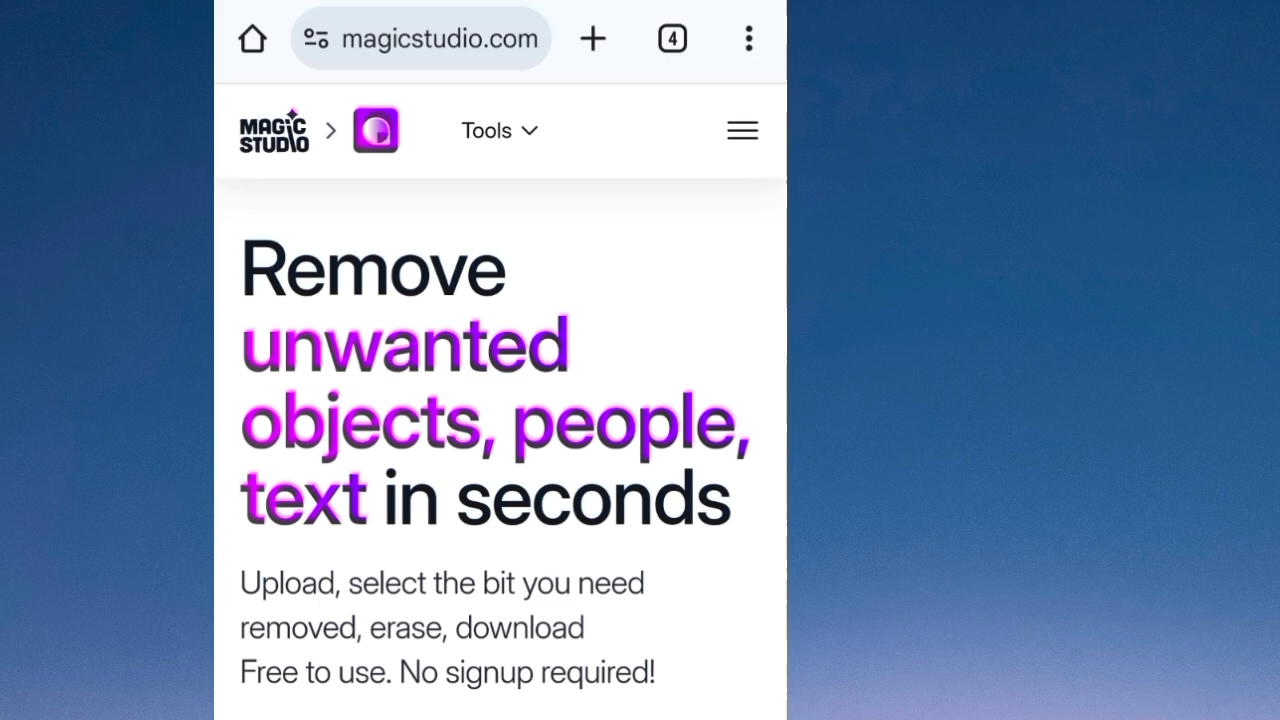 magicstudio.com
4
MAGIC
STUDIO
Tools
Remove
unwanted
objects, people,
text in seconds
Upload, select the bit you need
removed, erase, download
Free to use. No signup required!